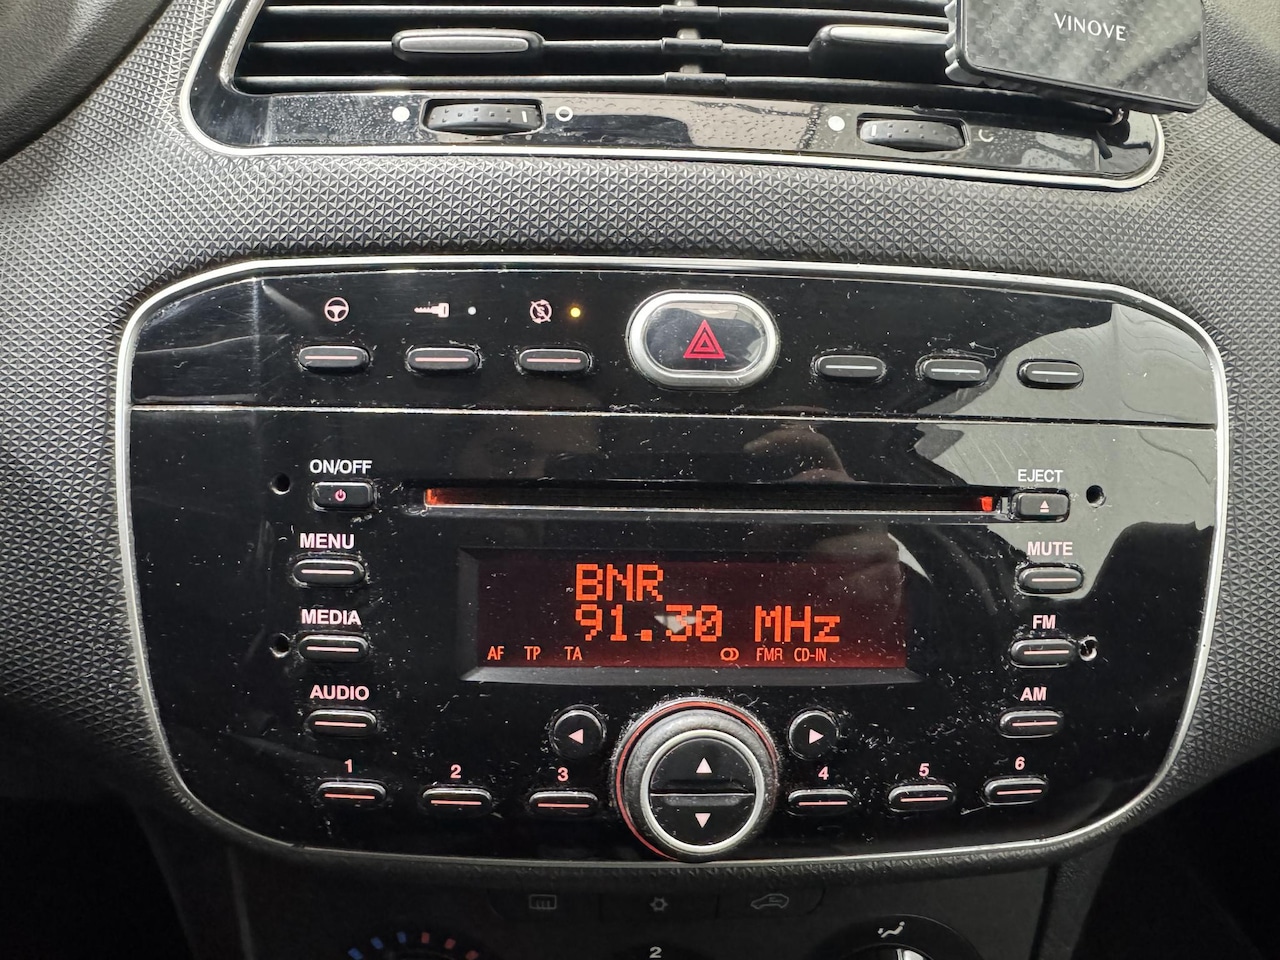 VINOVE
ON/OFF
EJECT
MENU
MUTE
BNR
91.30 MHz
MEDIA
FM
AF TP TA FMR CD-IN
AUDIO
AM
1 2 3 4 5 6
2